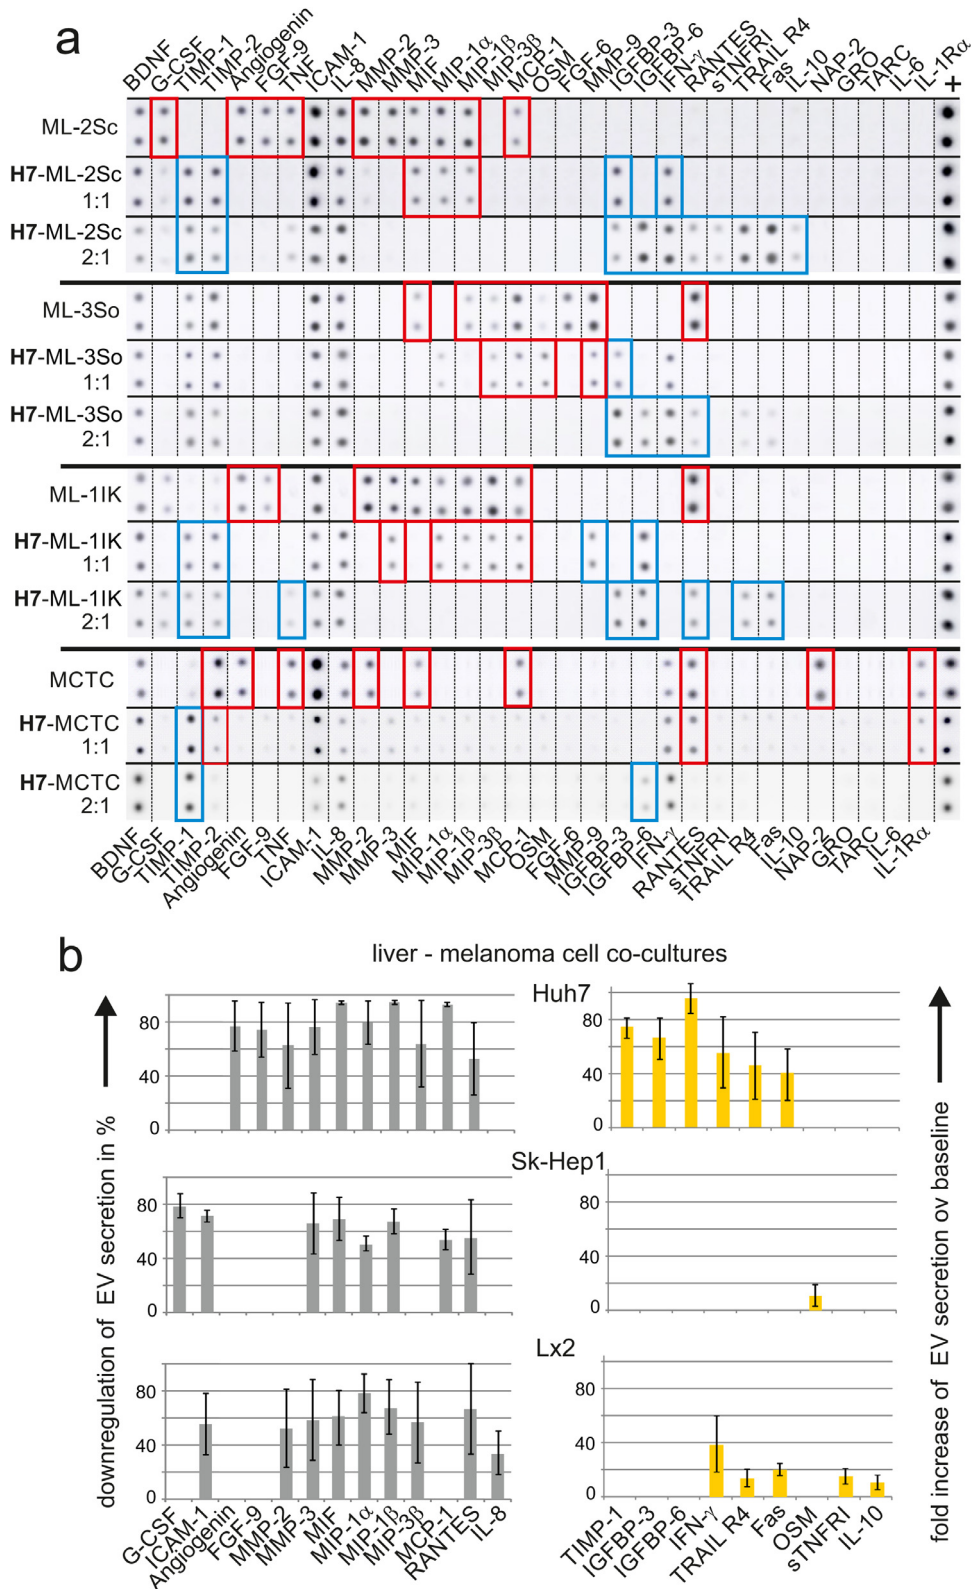 a
BDNF G-CSF TIMP-1 TIMP-2 Angiogenin FGF-9 TNF ICAM-1 IL-8 MMP-2 MMP-3 MIF MIP-1α MIP-1β MIP-3β MCP-1 OSM FGF-6 MMP-9 IGFBP-3 IGFBP-6 IFN-γ RANTES sTNFRI TRAIL R4 Fas IL-10 NAP-2 GRO TARC IL-6 IL-1Rα +
ML-2Sc
H7-ML-2Sc
1:1
H7-ML-2Sc
2:1
ML-3So
H7-ML-3So
1:1
H7-ML-3So
2:1
ML-1IK
H7-ML-1IK
1:1
H7-ML-1IK
2:1
MCTC
H7-MCTC
1:1
H7-MCTC
2:1
BDNF G-CSF TIMP-1 TIMP-2 Angiogenin FGF-9 TNF ICAM-1 IL-8 MMP-2 MMP-3 MIF MIP-1α MIP-1β MIP-3β MCP-1 OSM FGF-6 MMP-9 IGFBP-3 IGFBP-6 IFN-γ RANTES sTNFRI TRAIL R4 Fas IL-10 NAP-2 GRO TARC IL-6 IL-1Rα
b
liver - melanoma cell co-cultures
downregulation of EV secretion in %
Huh7
80
40
0
80
40
0
Sk-Hep1
80
40
0
80
40
0
Lx2
80
40
0
80
40
0
fold increase of EV secretion ov baseline
G-CSF ICAM-1 Angiogenin FGF-9 MMP-2 MMP-3 MIF MIP-1α MIP-1β MIP-3β MCP-1 RANTES IL-8
TIMP-1 IGFBP-3 IGFBP-6 IFN-γ TRAIL R4 Fas OSM sTNFRI IL-10